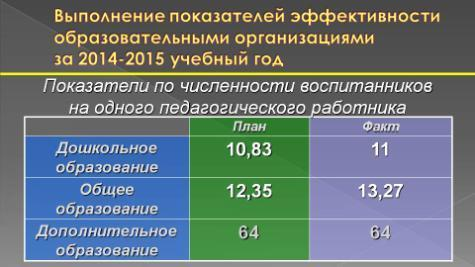 Выполнение показателей эффективности
образовательными организациями
за 2014-2015 учебный год
Показатели по численности воспитанников
на одного педагогического работника
План Факт
Дошкольное
образование 10,83 11
Общее
образование 12,35 13,27
Дополнительное
образование 64 64